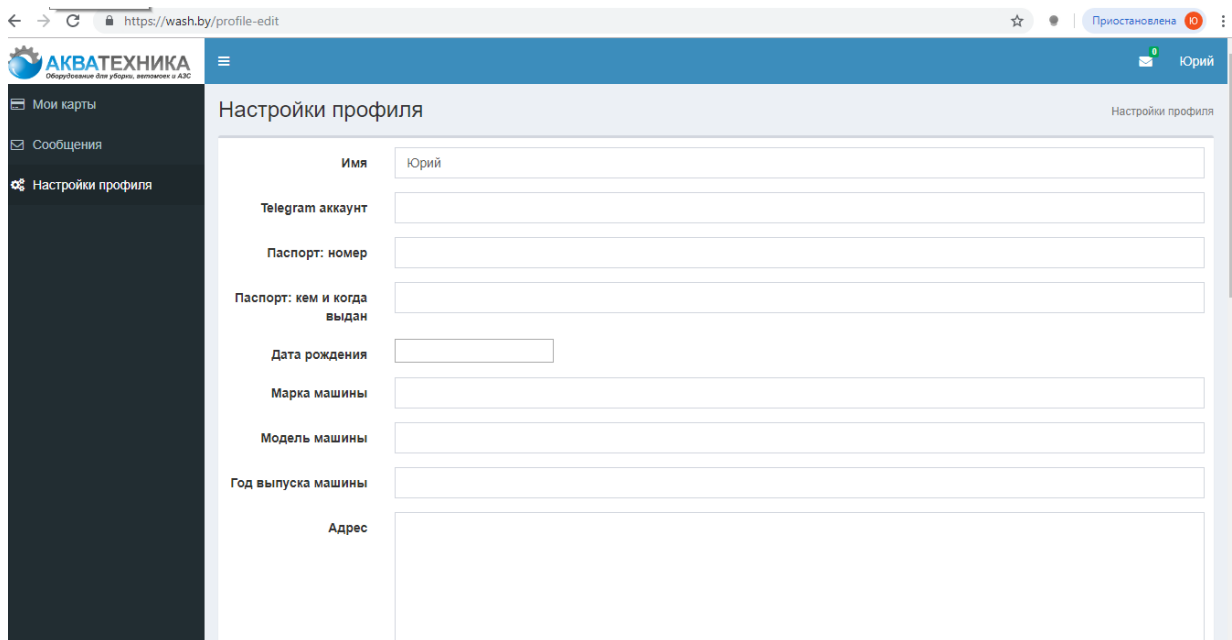 https://wash.by/profile-edit
Приостановлена Ю
АКВАТЕХНИКА
Оборудование для уборки, автомоек и АЗС
0
Юрий
Мои карты
Сообщения
Настройки профиля
Настройки профиля
Настройки профиля
Имя
Юрий
Telegram аккаунт
Паспорт: номер
Паспорт: кем и когда
выдан
Дата рождения
Марка машины
Модель машины
Год выпуска машины
Адрес